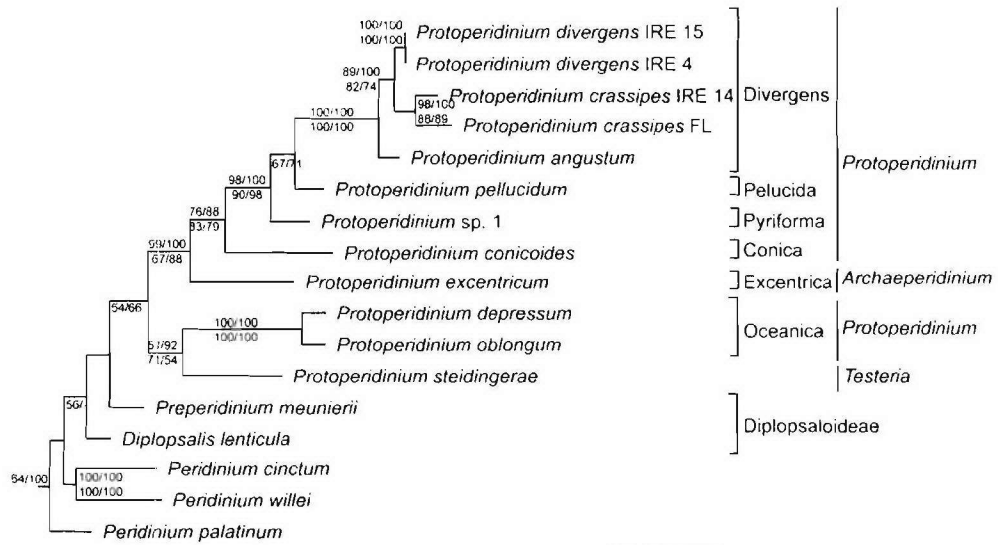 100/100
100/100
Protoperidinium divergens IRE 15
Protoperidinium divergens IRE 4
89/100
82/74
Protoperidinium crassipes IRE 14
98/100
88/89
Divergens
100/100
100/100
Protoperidinium crassipes FL
Protoperidinium angustum
67/71
Protoperidinium
98/100
90/98
Protoperidinium pellucidum
Pelucida
76/88
83/79
Protoperidinium sp. 1
Pyriforma
99/100
67/88
Protoperidinium conicoides
Conica
Protoperidinium excentricum
Excentrica
Archaeperidinium
54/66
Protoperidinium depressum
100/100
100/100
Oceanica
Protoperidinium
Protoperidinium oblongum
/92
71/54
Protoperidinium steidingerae
Testeria
56/-
Preperidinium meunierii
Diplopsaloideae
Diplopsalis lenticula
64/100
Peridinium cinctum
100/100
100/100
Peridinium willei
Peridinium palatinum